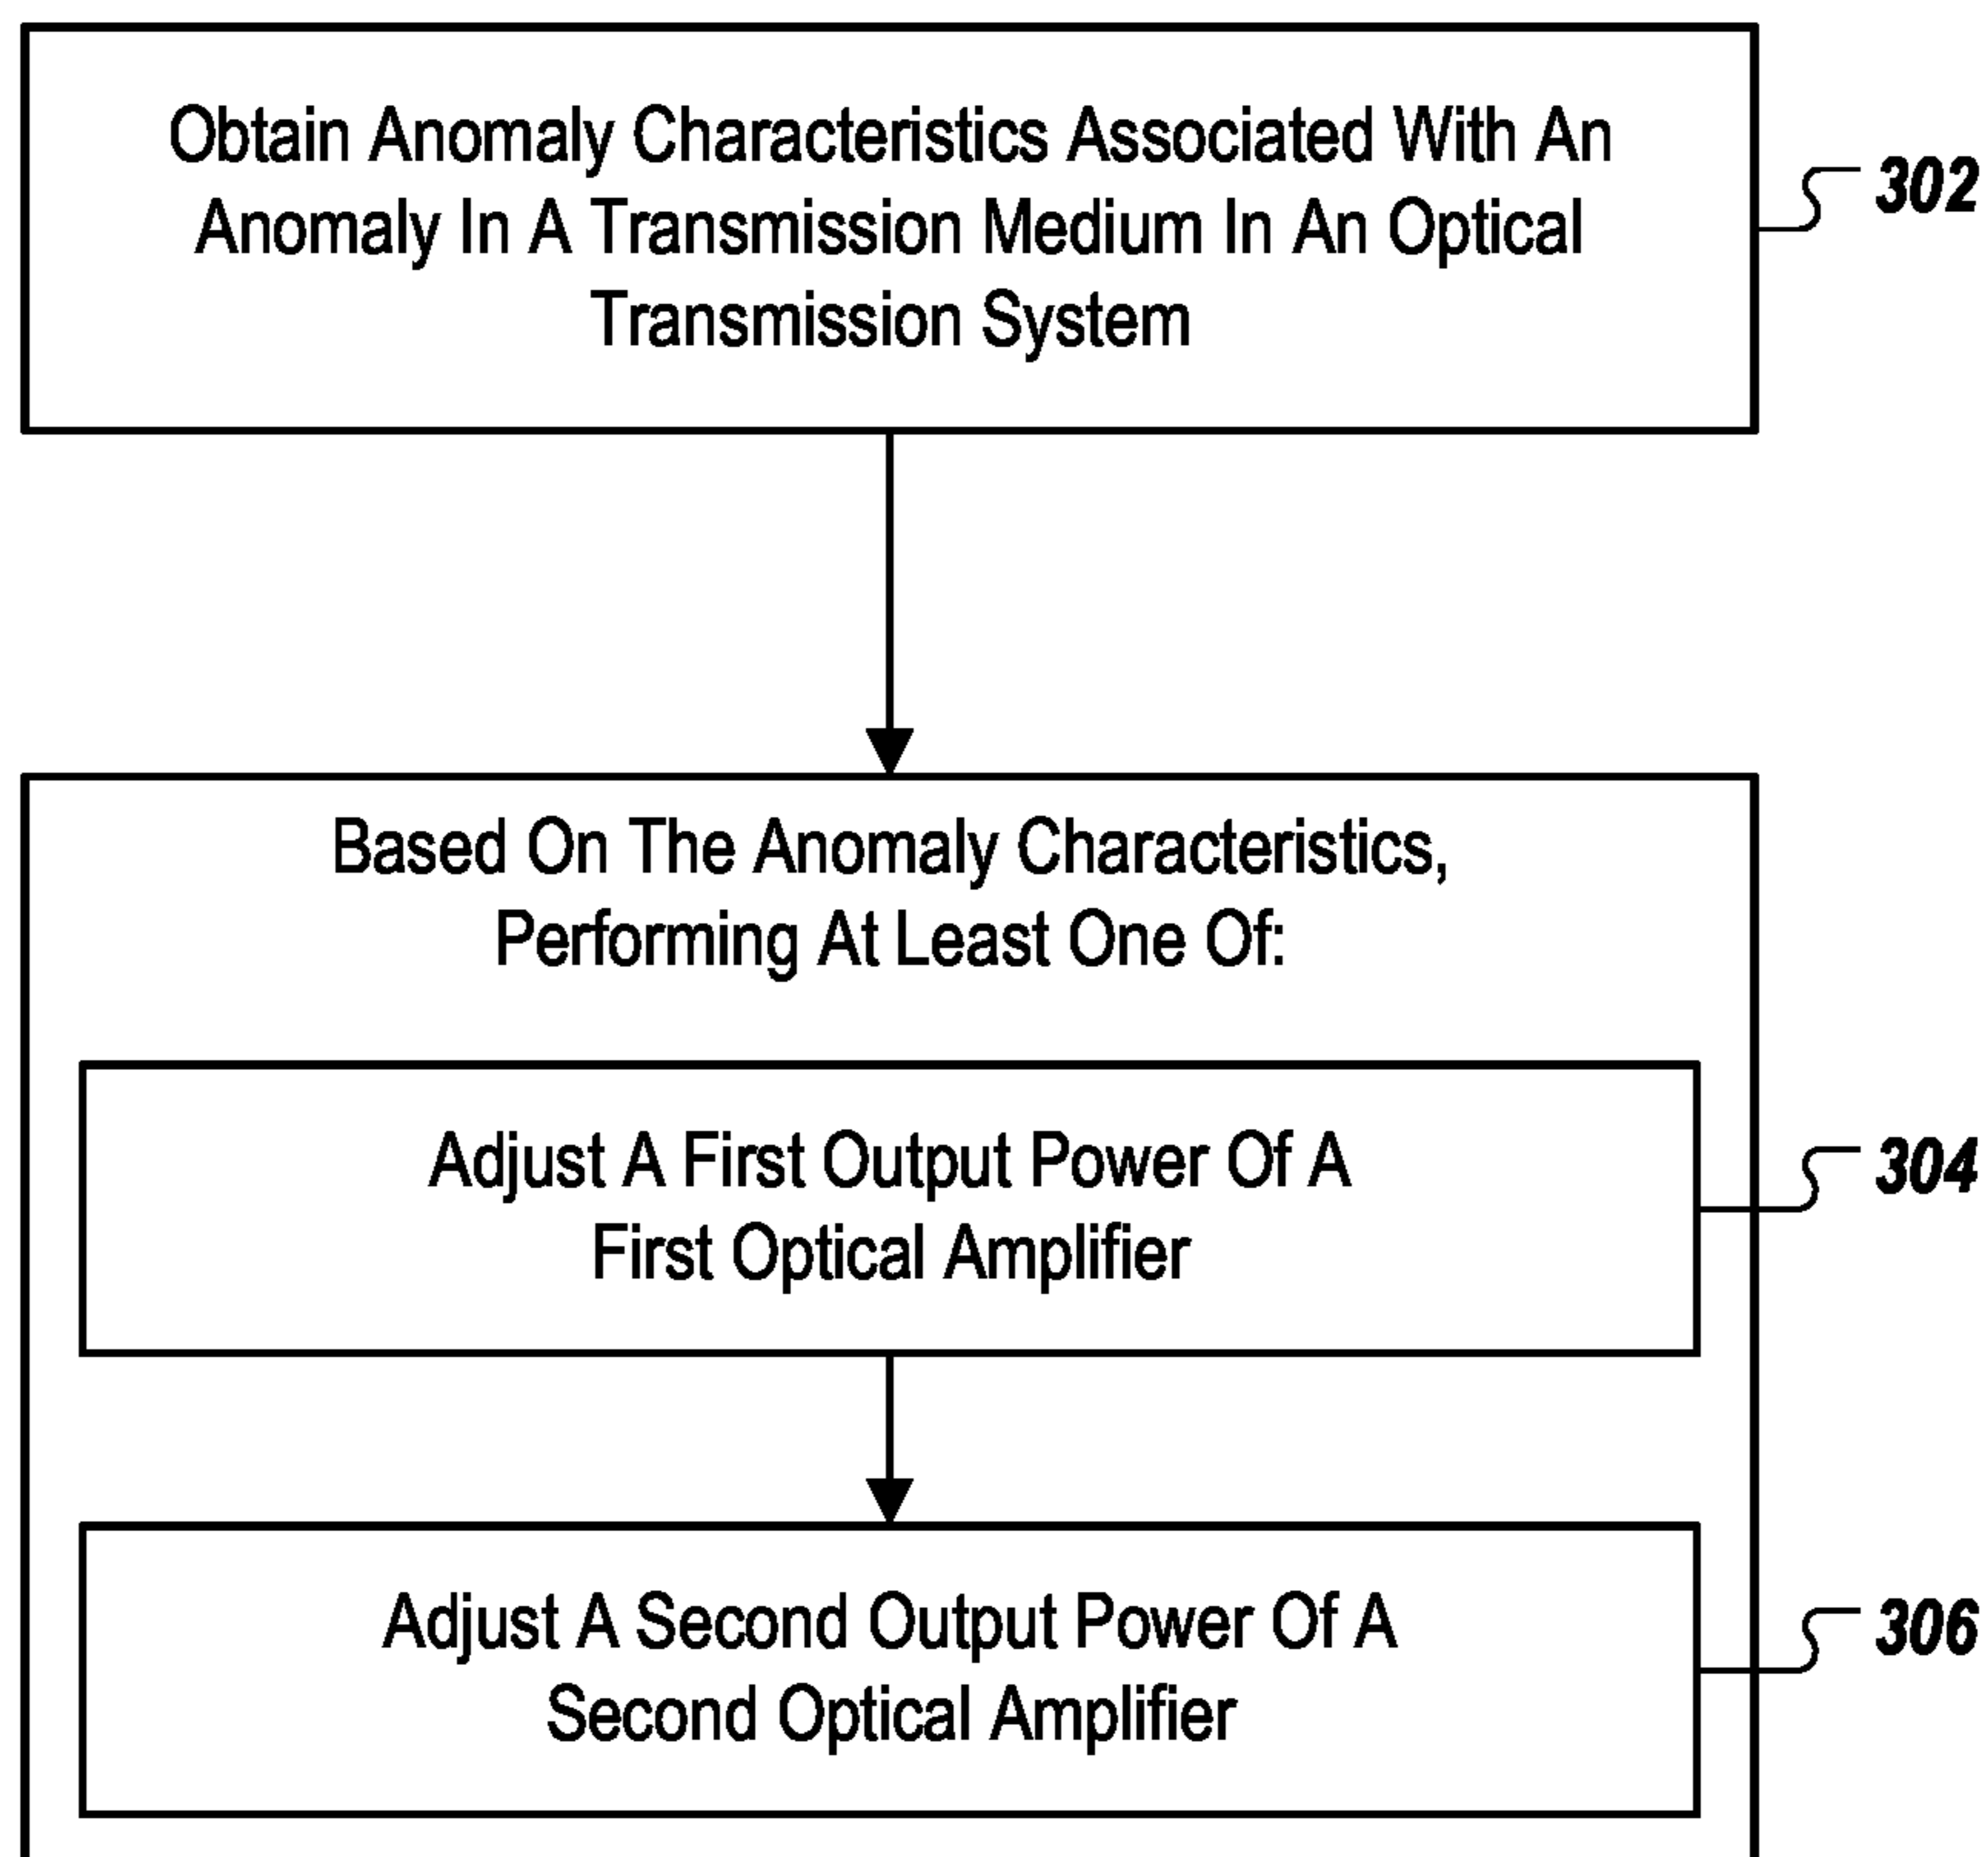 Obtain Anomaly Characteristics Associated With An
Anomaly In A Transmission Medium In An Optical
Transmission System
302
Based On The Anomaly Characteristics,
Performing At Least One Of:
Adjust A First Output Power Of A
First Optical Amplifier
304
Adjust A Second Output Power Of A
Second Optical Amplifier
306